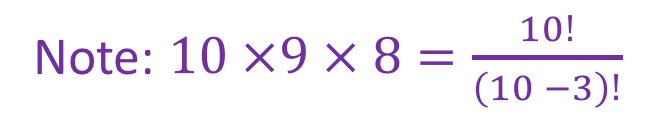 Note: 10 ×9 × 8 = 10! / (10 −3)!